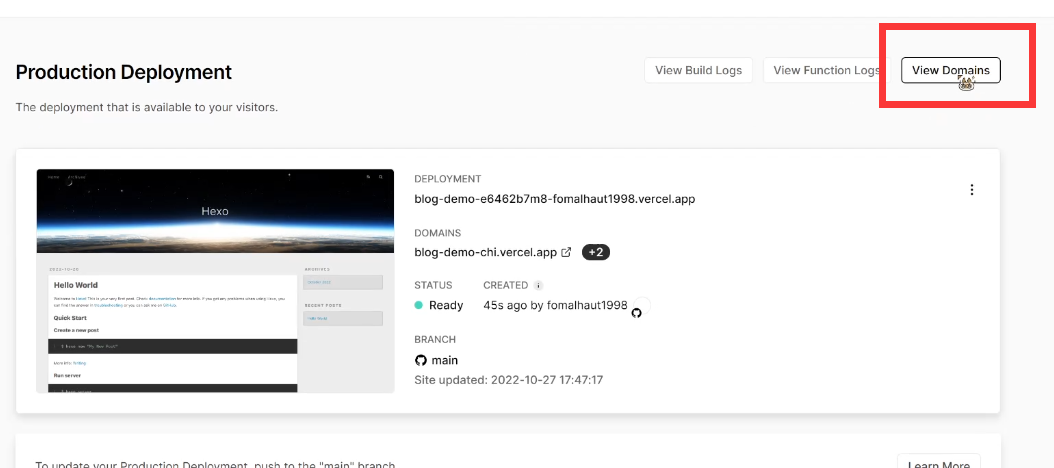 Production Deployment
View Build Logs
View Function Logs
View Domains
The deployment that is available to your visitors.
Hexo
Hello World
Quick Start
Create a new post
Run server
ARCHIVES
RECENT POSTS
DEPLOYMENT
blog-demo-e6462b7m8-fomalhaut1998.vercel.app
DOMAINS
blog-demo-chi.vercel.app
+2
STATUS
CREATED
Ready
45s ago by fomalhaut1998
BRANCH
main
Site updated: 2022-10-27 17:47:17
To update your Production Deployment, push to the "main" branch.
Learn More